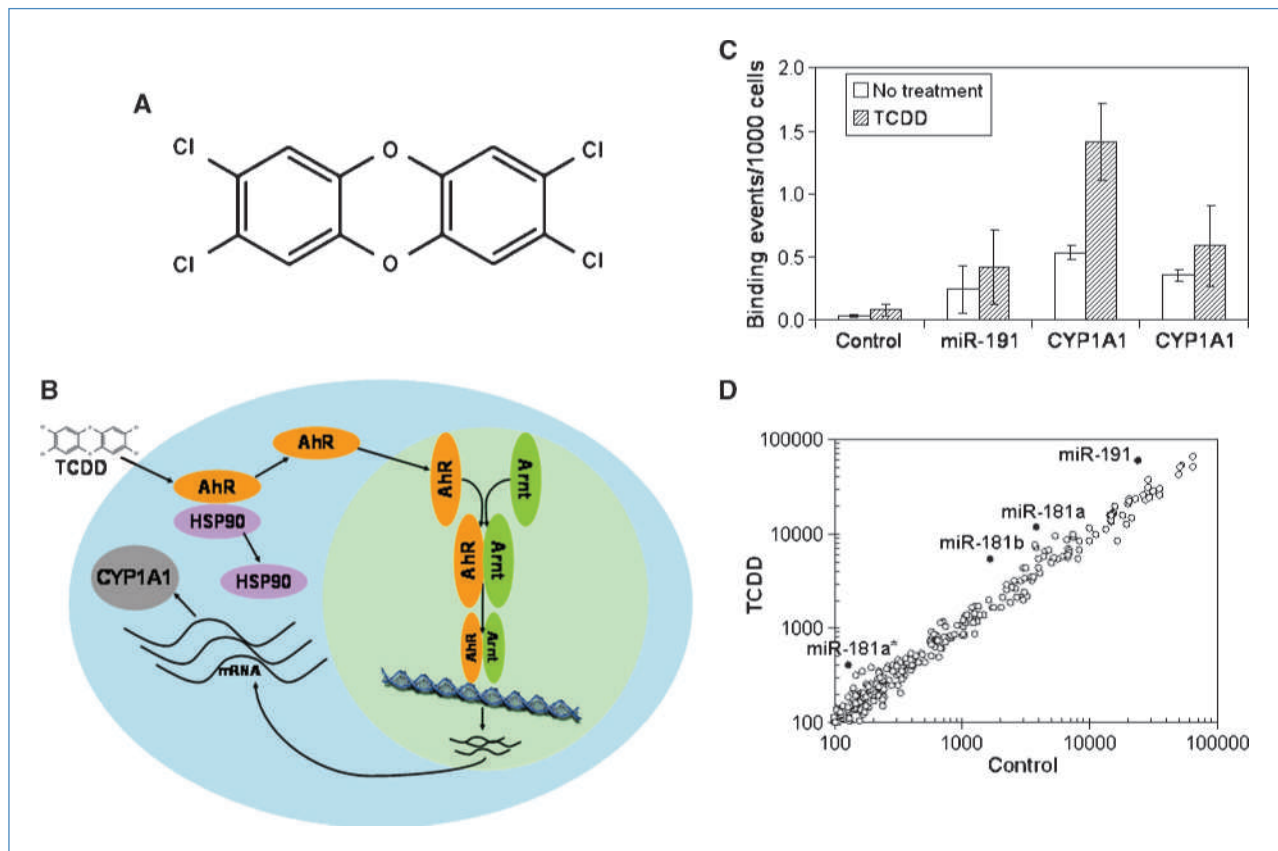 A
Cl
O
Cl
Cl
O
Cl
B
TCDD
AhR
HSP90
AhR
HSP90
CYP1A1
mRNA
AhR
Arnt
AhR
Arnt
AhR
Arnt
C
Binding events/1000 cells
2.0
1.5
1.0
0.5
0.0
No treatment
TCDD
Control miR-191 CYP1A1 CYP1A1
D
TCDD
100000
10000
1000
100
miR-191
miR-181a
miR-181b
miR-181a*
100 1000 10000 100000
Control